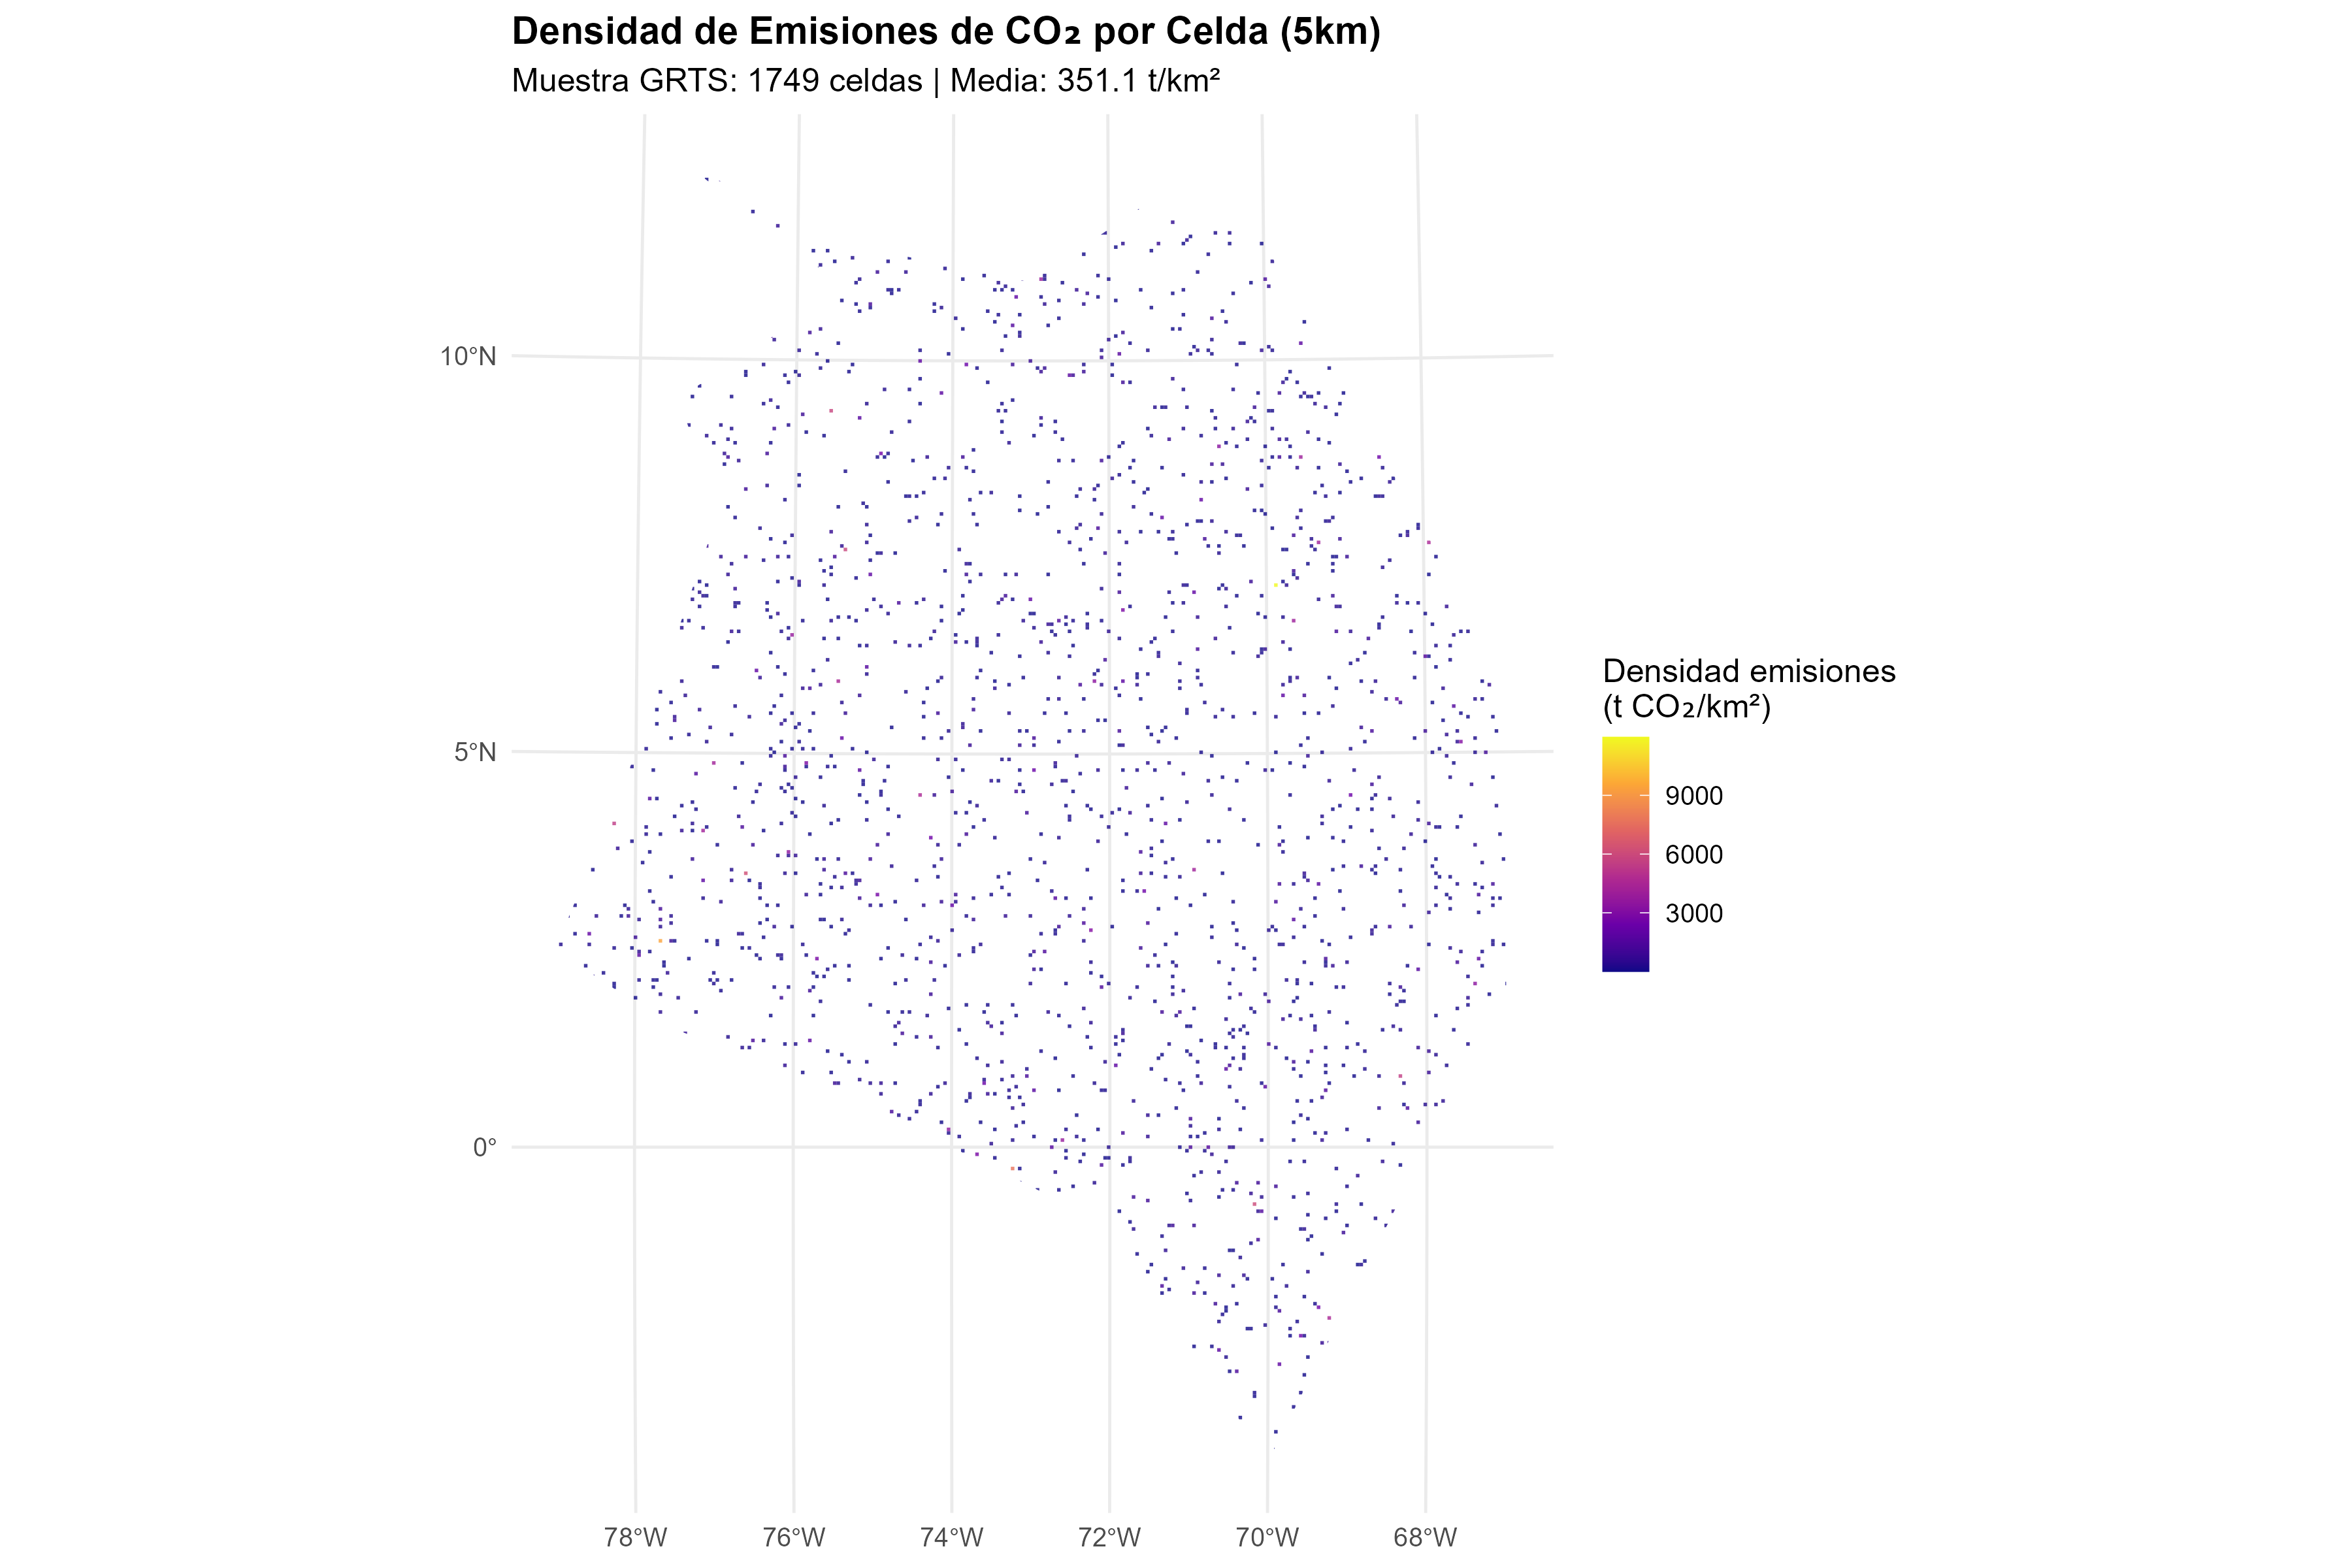 Densidad de Emisiones de CO₂ por Celda (5km)
Muestra GRTS: 1749 celdas | Media: 351.1 t/km²
10°N
5°N
0°
78°W
76°W
74°W
72°W
70°W
68°W
Densidad emisiones
(t CO₂/km²)
9000
6000
3000